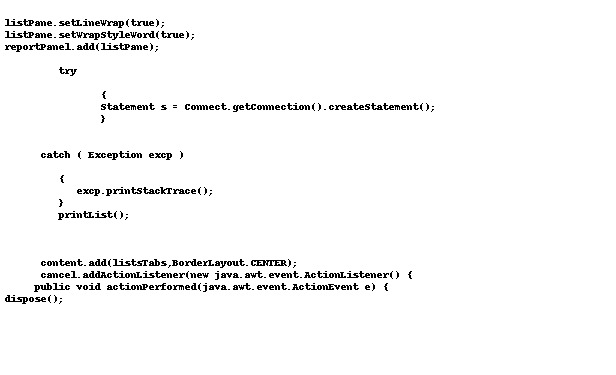 listPane.setLineWrap(true);
listPane.setWrapStyleWord(true);
reportPanel.add(listPane);
try
{
Statement s = Connect.getConnection().createStatement();
}
catch ( Exception excp )
{
excp.printStackTrace();
}
printList();
content.add(listsTabs,BorderLayout.CENTER);
cancel.addActionListener(new java.awt.event.ActionListener() {
public void actionPerformed(java.awt.event.ActionEvent e) {
dispose();